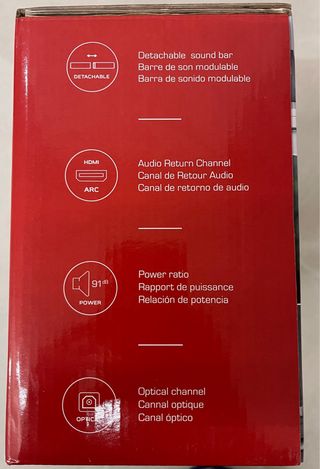 DETACHABLE
Detachable sound bar
Barre de son modulable
Barra de sonido modulable
HDMI
ARC
Audio Return Channel
Canal de Retour Audio
Canal de retorno de audio
91 dB
POWER
Power ratio
Rapport de puissance
Relación de potencia
Optical channel
Cannal optique
Canal óptico